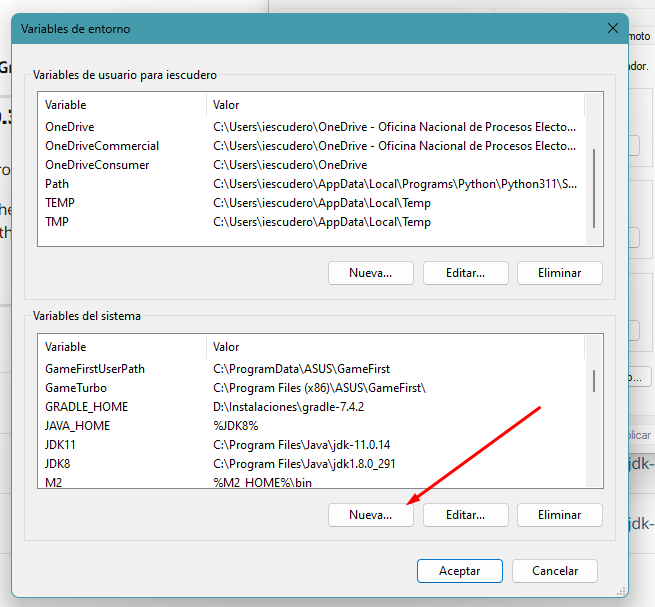 Variables de entorno
Variables de usuario para iescudero
Variable Valor
OneDrive C:\Users\iescudero\OneDrive - Oficina Nacional de Procesos Electo...
OneDriveCommercial C:\Users\iescudero\OneDrive - Oficina Nacional de Procesos Electo...
OneDriveConsumer C:\Users\iescudero\OneDrive
Path C:\Users\iescudero\AppData\Local\Programs\Python\Python311\S...
TEMP C:\Users\iescudero\AppData\Local\Temp
TMP C:\Users\iescudero\AppData\Local\Temp
Nueva... Editar... Eliminar
Variables del sistema
Variable Valor
GameFirstUserPath C:\ProgramData\ASUS\GameFirst
GameTurbo C:\Program Files (x86)\ASUS\GameFirst\
GRADLE_HOME D:\Instalaciones\gradle-7.4.2
JAVA_HOME %JDK8%
JDK11 C:\Program Files\Java\jdk-11.0.14
JDK8 C:\Program Files\Java\jdk1.8.0_291
M2 %M2_HOME%\bin
Nueva... Editar... Eliminar
Aceptar Cancelar
moto
dor.
o...
licar
jdk-
jdk-